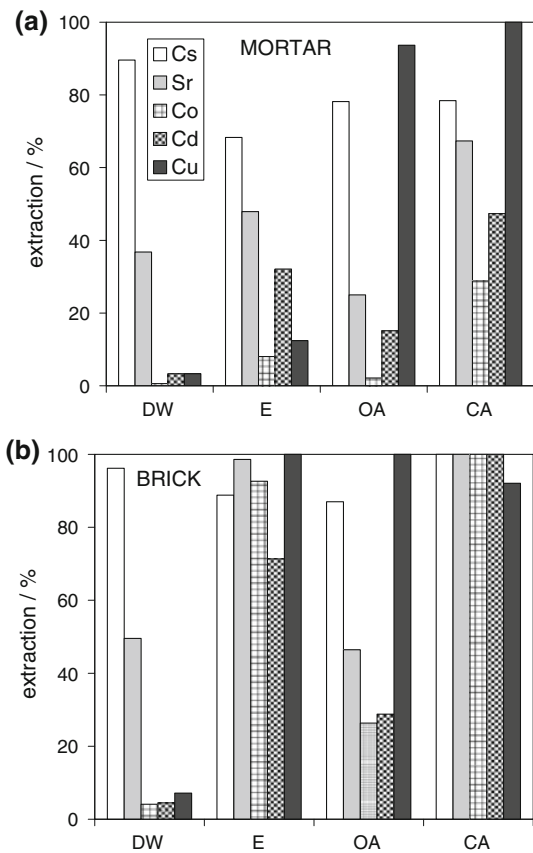 (a)
MORTAR
Cs
Sr
Co
Cd
Cu
extraction / %
100
80
60
40
20
0
DW E OA CA
(b)
BRICK
extraction / %
100
80
60
40
20
0
DW E OA CA